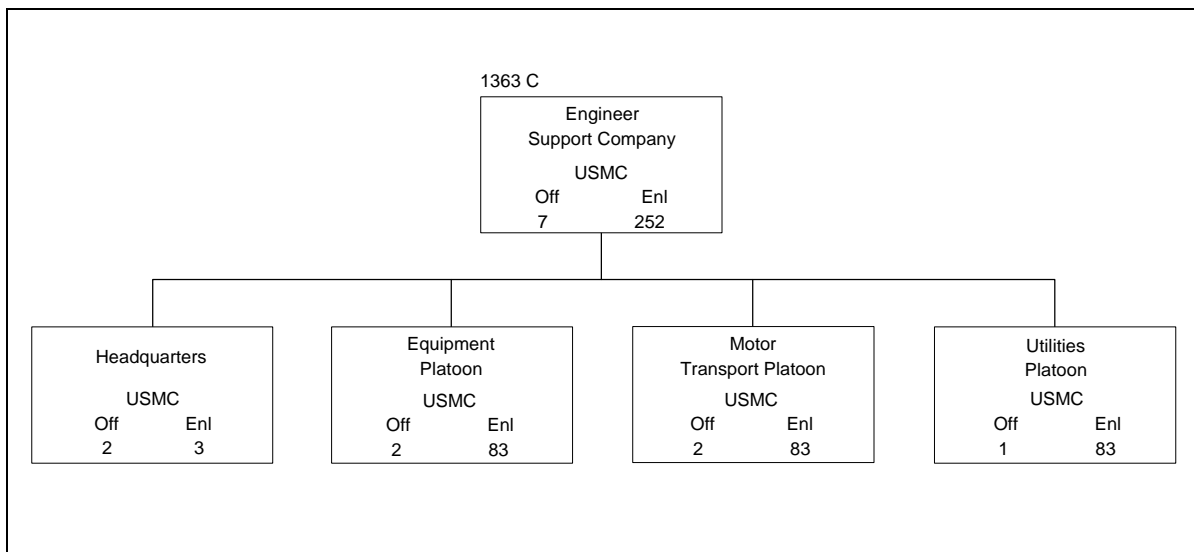 1363 C
Engineer
Support Company
USMC
Off Enl
7 252
Headquarters
USMC
Off Enl
2 3
Equipment
Platoon
USMC
Off Enl
2 83
Motor
Transport Platoon
USMC
Off Enl
2 83
Utilities
Platoon
USMC
Off Enl
1 83